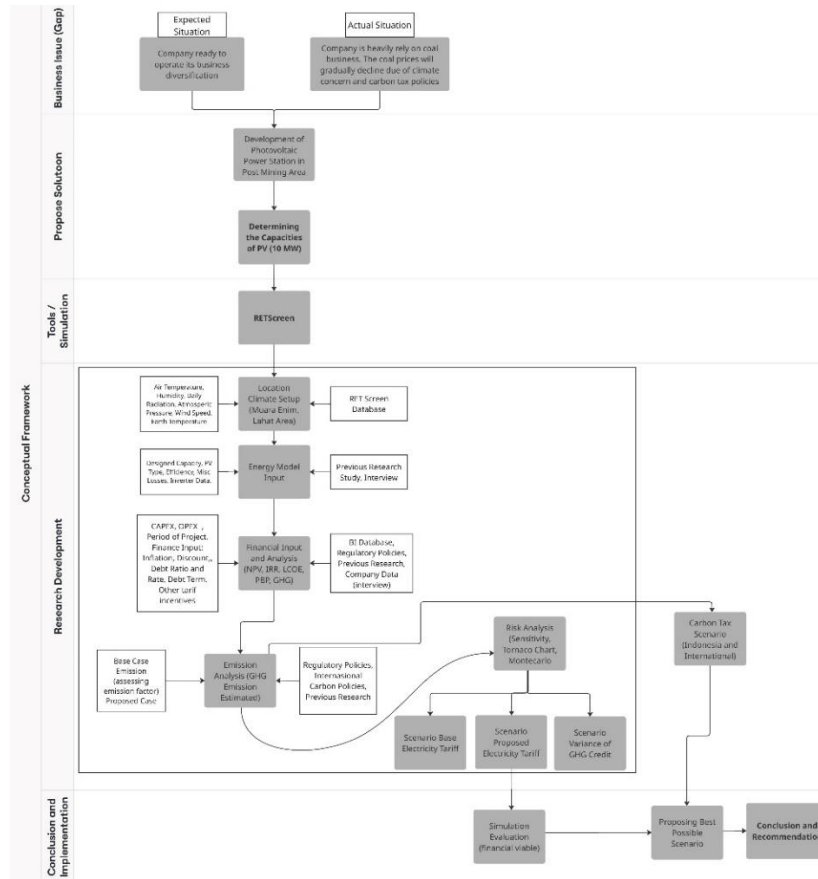 Conceptual Framework
Business Issue (Gap)
Expected
Situation
Actual Situation
Company ready to
operate its business
diversification
Company is heavily rely on coal
business. The coal prices will
gradually decline due of climate
concern and carbon tax policies
Propose Solutoon
Development of
Photovoltaic
Power Station in
Post Mining Area
Determining
the Capacities
of PV (10 MW)
Tools /
Simulation
RETScreen
Research Development
Air Temperature,
Humidity, Daily
Radiation, Atmosperic
Pressure, Wind Speed,
Earth Temperature
Location
Climate Setup
(Muara Enim,
Lahat Area)
RET Screen
Database
Designed Capacity, PV
Type, Effidence, Misc
Losses, Inverter Data,
Energy Model
Input
Previous Research
Study, Interview
CAPEX, OPEX ,
Period of Project,
Finance Input:
Inflation, Discount,,
Debt Ratio and
Rate, Debt Term.
Other tarif
incentives
Financial Input
and Analysis
(NPV, IRR, LCOE,
PBP, GHG)
BI Database,
Regulatory Policies,
Previous Research,
Company Data
(interview)
Base Case
Emission
(assessing
emission factor)
Proposed Case
Emission
Analysis (GHG
Emission
Estimated)
Regulatory Policies,
Internasional
Carbon Policies,
Previous Research
Risk Analysis
(Sensitivity,
Tornaco Chart,
Montecarlo)
Carbon Tax
Scenario
(Indonesia and
International)
Scenario Base
Electricity Tariff
Scenario
Proposed
Electricity Tariff
Scenario
Variance of
GHG Credit
Conclusion and
Implementation
Simulation
Evaluation
(financial viable)
Proposing Best
Possible
Scenario
Conclusion and
Recommendation